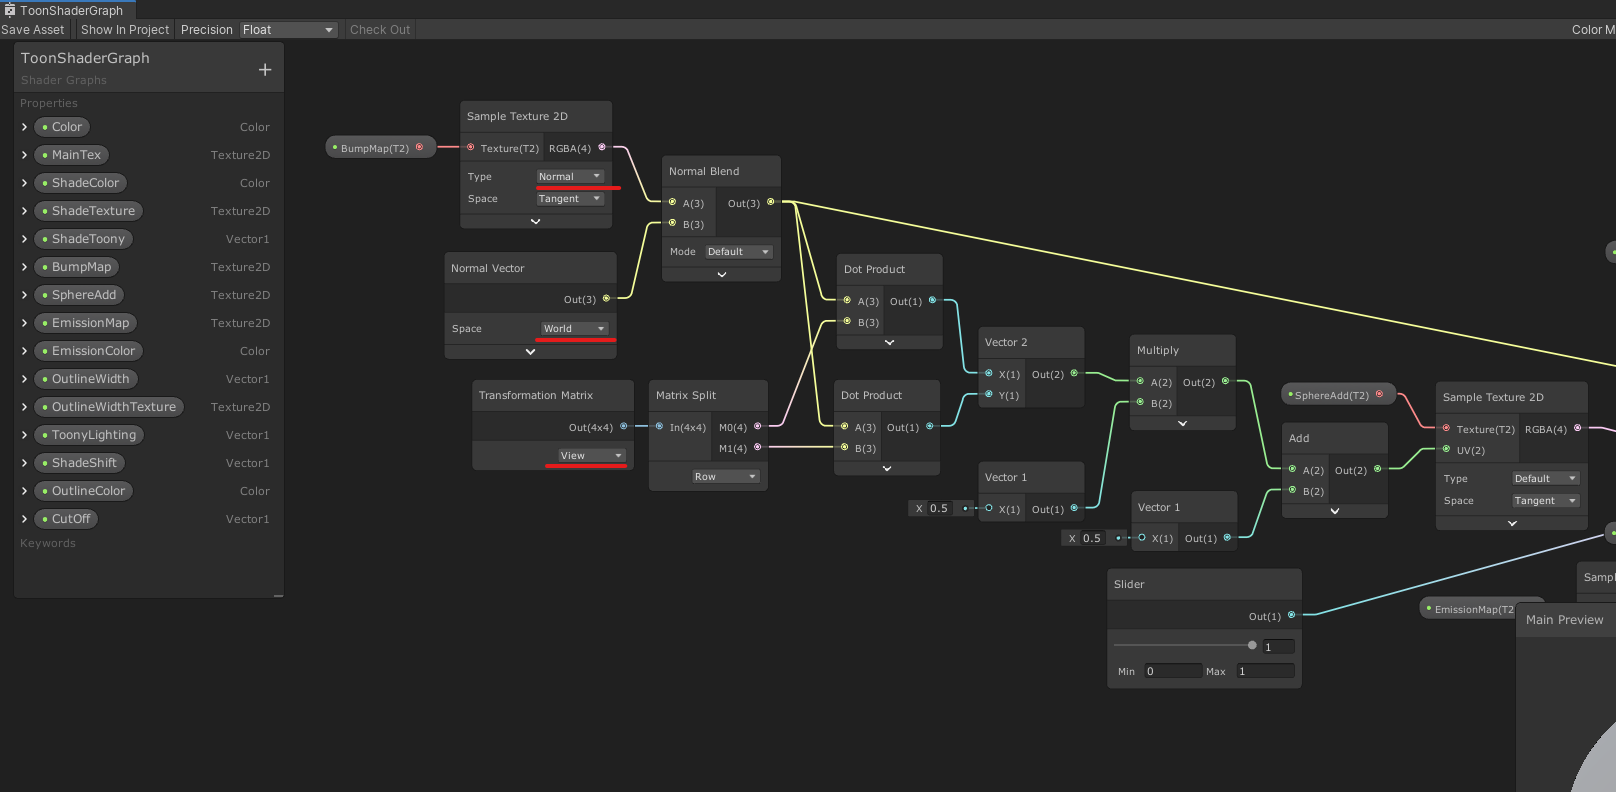 ToonShaderGraph
Save Asset Show In Project Precision Float Check Out Color M
ToonShaderGraph
Shader Graphs
Properties
Color Color
MainTex Texture2D
ShadeColor Color
ShadeTexture Texture2D
ShadeToony Vector1
BumpMap Texture2D
SphereAdd Texture2D
EmissionMap Texture2D
EmissionColor Color
OutlineWidth Vector1
OutlineWidthTexture Texture2D
ToonyLighting Vector1
ShadeShift Vector1
OutlineColor Color
CutOff Vector1
Keywords
BumpMap(T2)
Sample Texture 2D
Texture(T2) RGBA(4)
Type Normal
Space Tangent
Normal Vector
Out(3)
Space World
Normal Blend
A(3) Out(3)
B(3)
Mode Default
Transformation Matrix
Out(4x4)
View
Matrix Split
In(4x4) M0(4)
M1(4)
Row
Dot Product
A(3) Out(1)
B(3)
Dot Product
A(3) Out(1)
B(3)
Vector 2
X(1) Out(2)
Y(1)
Vector 1
X 0.5 X(1) Out(1)
Multiply
A(2) Out(2)
B(2)
Vector 1
X 0.5 X(1) Out(1)
SphereAdd(T2)
Add
A(2) Out(2)
B(2)
Sample Texture 2D
Texture(T2) RGBA(4)
UV(2)
Type Default
Space Tangent
Slider
Out(1)
1
Min 0 Max 1
Sampl
EmissionMap(T2
Main Preview